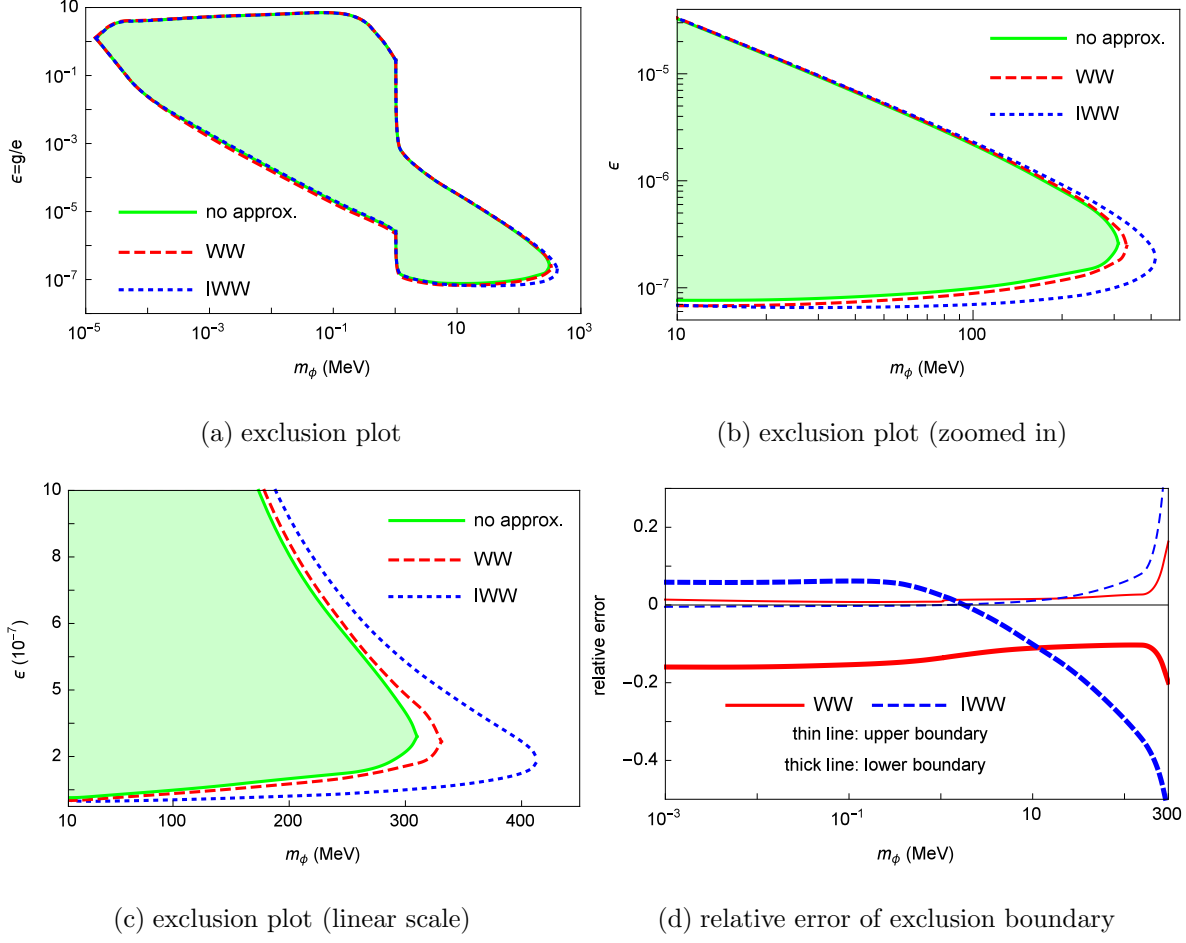 10
10⁻¹
10⁻³
10⁻⁵
10⁻⁷
ϵ=g/e
no approx.
WW
IWW
10⁻⁵
10⁻³
10⁻¹
10
10³
m_ϕ (MeV)
(a) exclusion plot
10⁻⁵
10⁻⁶
10⁻⁷
ϵ
no approx.
WW
IWW
10
100
m_ϕ (MeV)
(b) exclusion plot (zoomed in)
10
8
5
2
ϵ (10⁻⁷)
no approx.
WW
IWW
10
100
200
300
400
m_ϕ (MeV)
(c) exclusion plot (linear scale)
0.2
0
−0.2
−0.4
relative error
WW
IWW
thin line: upper boundary
thick line: lower boundary
10⁻³
10⁻¹
10
300
m_ϕ (MeV)
(d) relative error of exclusion boundary